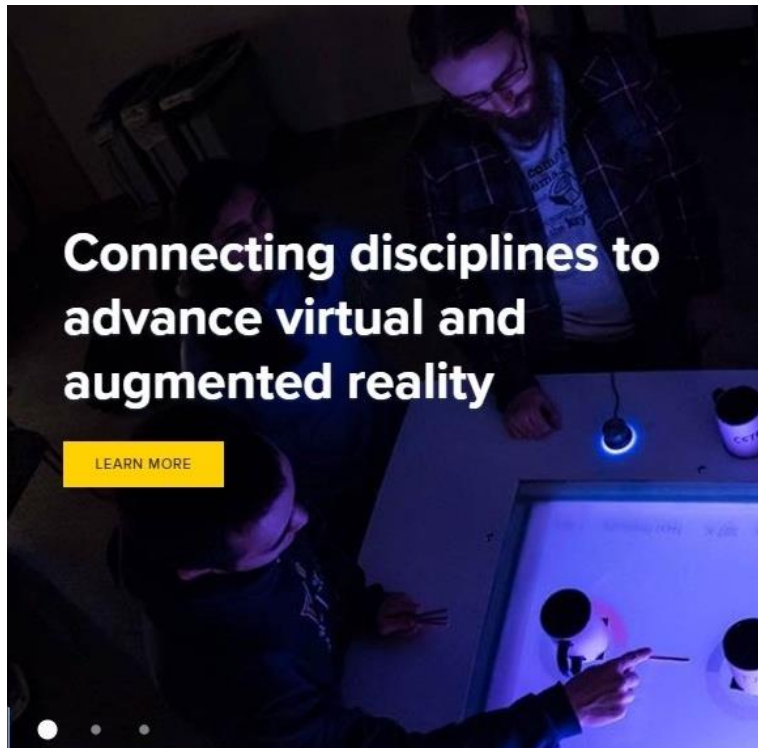 Connecting disciplines to
advance virtual and
augmented reality
LEARN MORE